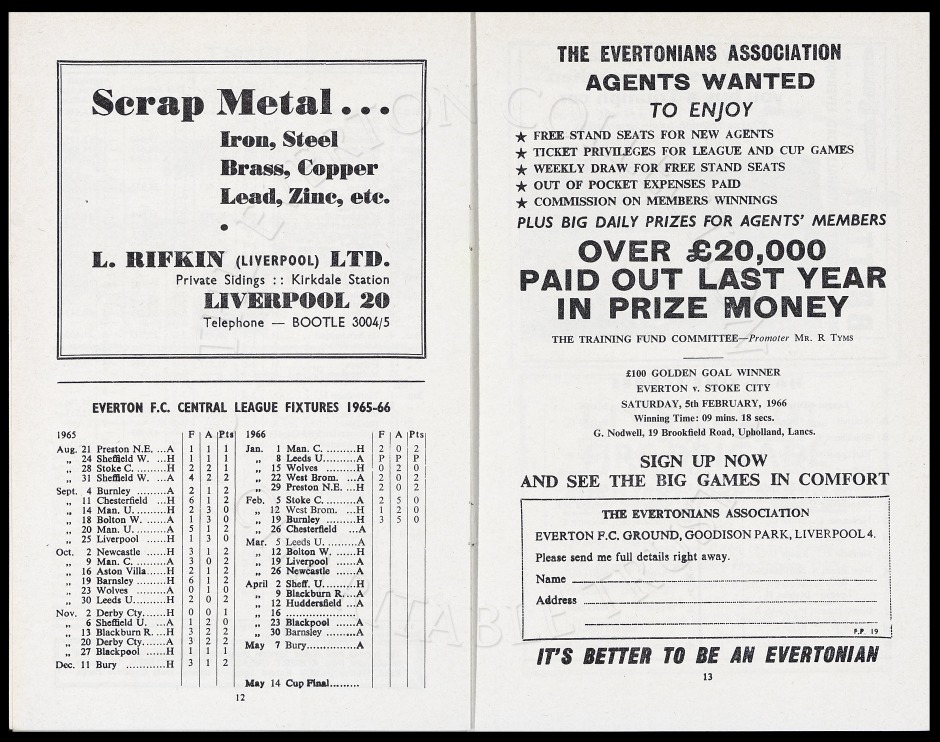 Scrap Metal...
Iron, Steel
Brass, Copper
Lead, Zinc, etc.
•
L. RIFKIN (LIVERPOOL) LTD.
Private Sidings :: Kirkdale Station
LIVERPOOL 20
Telephone — BOOTLE 3004/5
EVERTON F.C. CENTRAL LEAGUE FIXTURES 1965-66
1965 F A Pts
Aug. 21 Preston N.E. ...A 1 1 1
„ 24 Sheffield W. ...H 1 1 1
„ 28 Stoke C. .........H 2 2 1
„ 31 Sheffield W. ...A 4 2 2
Sept. 4 Burnley .........A 2 1 2
„ 11 Chesterfield ...H 6 1 2
„ 14 Man. U. .........H 2 3 0
„ 18 Bolton W. ......A 1 3 0
„ 20 Man. U. .........A 5 1 2
„ 25 Liverpool ......H 1 3 0
Oct. 2 Newcastle ......H 3 1 2
„ 9 Man. C. .........A 3 0 2
„ 16 Aston Villa......H 2 1 2
„ 19 Barnsley .........H 6 1 2
„ 23 Wolves .........A 0 1 0
„ 30 Leeds U. .........H 2 0 2
Nov. 2 Derby Cty. ......H 0 0 1
„ 6 Sheffield U. ...A 1 2 0
„ 13 Blackburn R. ...H 3 2 2
„ 20 Derby Cty. ......A 3 2 2
„ 27 Blackpool ......H 1 1 1
Dec. 11 Bury ............H 3 1 2
1966 F A Pts
Jan. 1 Man. C. .........H 2 0 2
„ 8 Leeds U. .........A P P P
„ 15 Wolves .........H 0 2 0
„ 22 West Brom. ...A 2 0 2
„ 29 Preston N.E. ...H 2 0 2
Feb. 5 Stoke C. .........A 2 5 0
„ 12 West Brom. ...H 1 2 0
„ 19 Burnley .........H 3 5 0
„ 26 Chesterfield ...A
Mar. 5 Leeds U. .........A
„ 12 Bolton W. ......H
„ 19 Liverpool ......A
„ 26 Newcastle ......A
April 2 Sheff. U. .........H
„ 9 Blackburn R. ...A
„ 12 Huddersfield ...A
„ 16 .....................
„ 23 Blackpool ......A
„ 30 Barnsley .........A
May 7 Bury...............A
May 14 Cup Final.........
12
THE EVERTONIANS ASSOCIATION
AGENTS WANTED
TO ENJOY
★ FREE STAND SEATS FOR NEW AGENTS
★ TICKET PRIVILEGES FOR LEAGUE AND CUP GAMES
★ WEEKLY DRAW FOR FREE STAND SEATS
★ OUT OF POCKET EXPENSES PAID
★ COMMISSION ON MEMBERS WINNINGS
PLUS BIG DAILY PRIZES FOR AGENTS' MEMBERS
OVER £20,000
PAID OUT LAST YEAR
IN PRIZE MONEY
THE TRAINING FUND COMMITTEE—Promoter MR. R TYMS
£100 GOLDEN GOAL WINNER
EVERTON v. STOKE CITY
SATURDAY, 5th FEBRUARY, 1966
Winning Time: 09 mins. 18 secs.
G. Nodwell, 19 Brookfield Road, Upholland, Lancs.
SIGN UP NOW
AND SEE THE BIG GAMES IN COMFORT
THE EVERTONIANS ASSOCIATION
EVERTON F.C. GROUND, GOODISON PARK, LIVERPOOL 4.
Please send me full details right away.
Name
Address
P.P. 19
IT'S BETTER TO BE AN EVERTONIAN
13